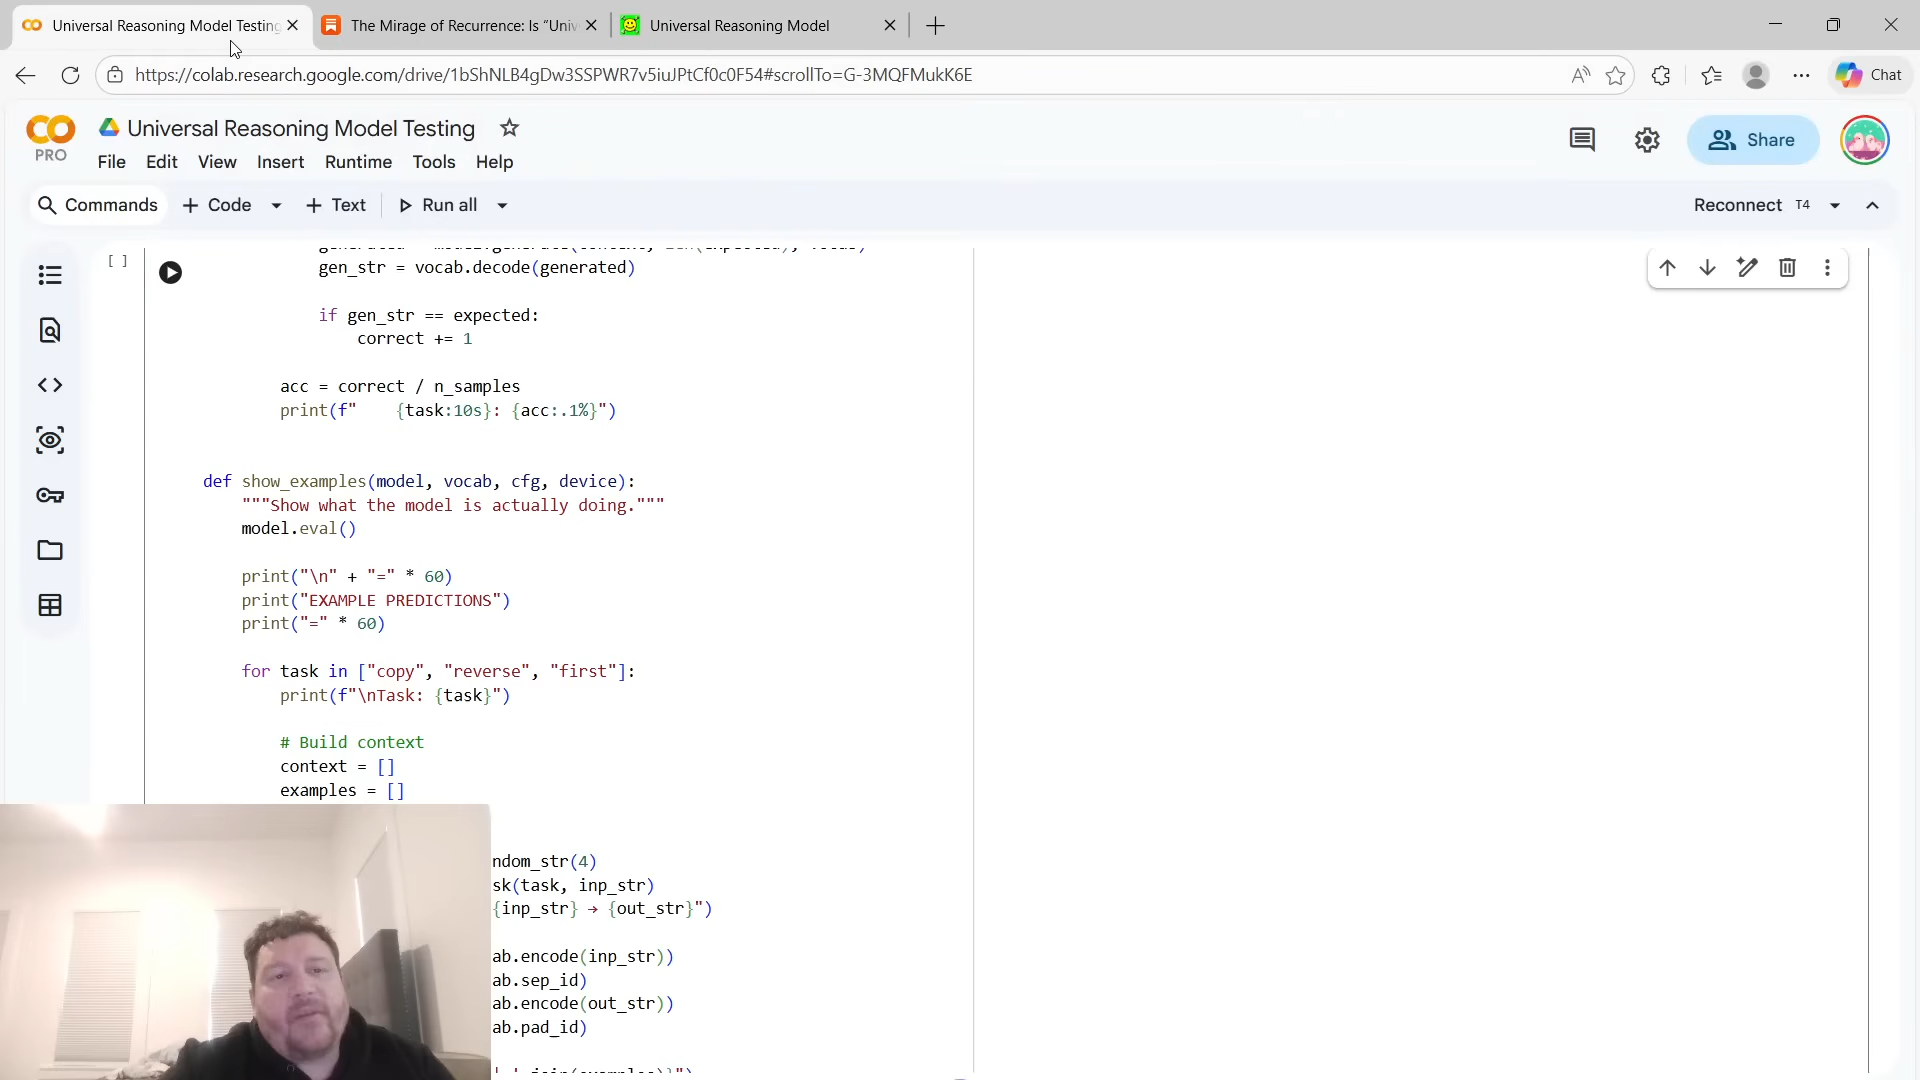 Universal Reasoning Model Testing
The Mirage of Recurrence: Is “Univ
Universal Reasoning Model
https://colab.research.google.com/drive/1bShNLB4gDw3SSPWR7v5iuJPtCf0c0F54#scrollTo=G-3MQFMukK6E
Chat
CO
PRO
Universal Reasoning Model Testing
File Edit View Insert Runtime Tools Help
Share
Commands + Code + Text Run all
Reconnect T4
[ ]
gen_str = vocab.decode(generated)
if gen_str == expected:
correct += 1
acc = correct / n_samples
print(f"    {task:10s}: {acc:.1%}")
def show_examples(model, vocab, cfg, device):
"""Show what the model is actually doing."""
model.eval()
print("\n" + "=" * 60)
print("EXAMPLE PREDICTIONS")
print("=" * 60)
for task in ["copy", "reverse", "first"]:
print(f"\nTask: {task}")
# Build context
context = []
examples = []
ndom_str(4)
sk(task, inp_str)
{inp_str} → {out_str}")
ab.encode(inp_str))
ab.sep_id)
ab.encode(out_str))
ab.pad_id)